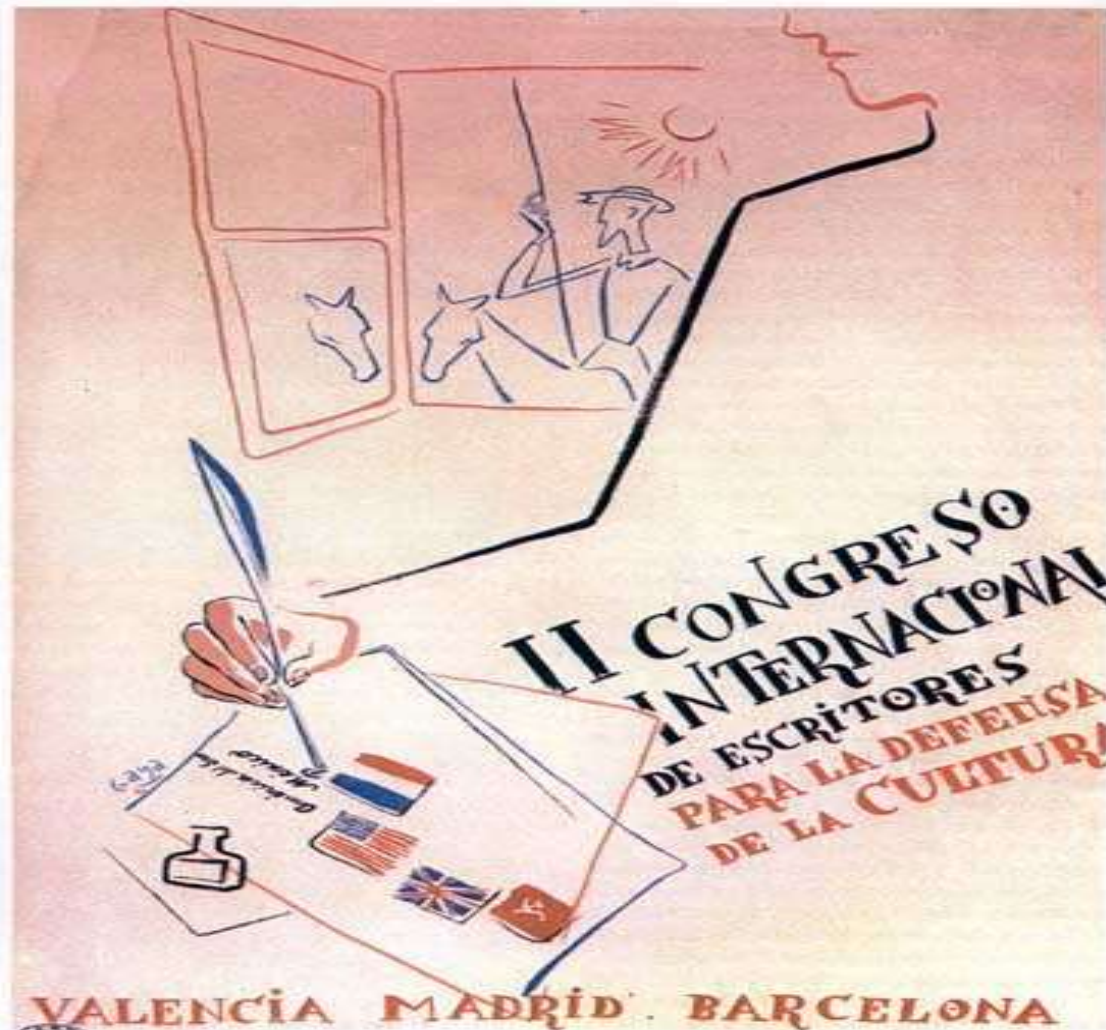 II CONGRESO
INTERNACIONAL
DE ESCRITORES
PARA LA DEFENSA
DE LA CULTURA
VALENCIA MADRID. BARCELONA